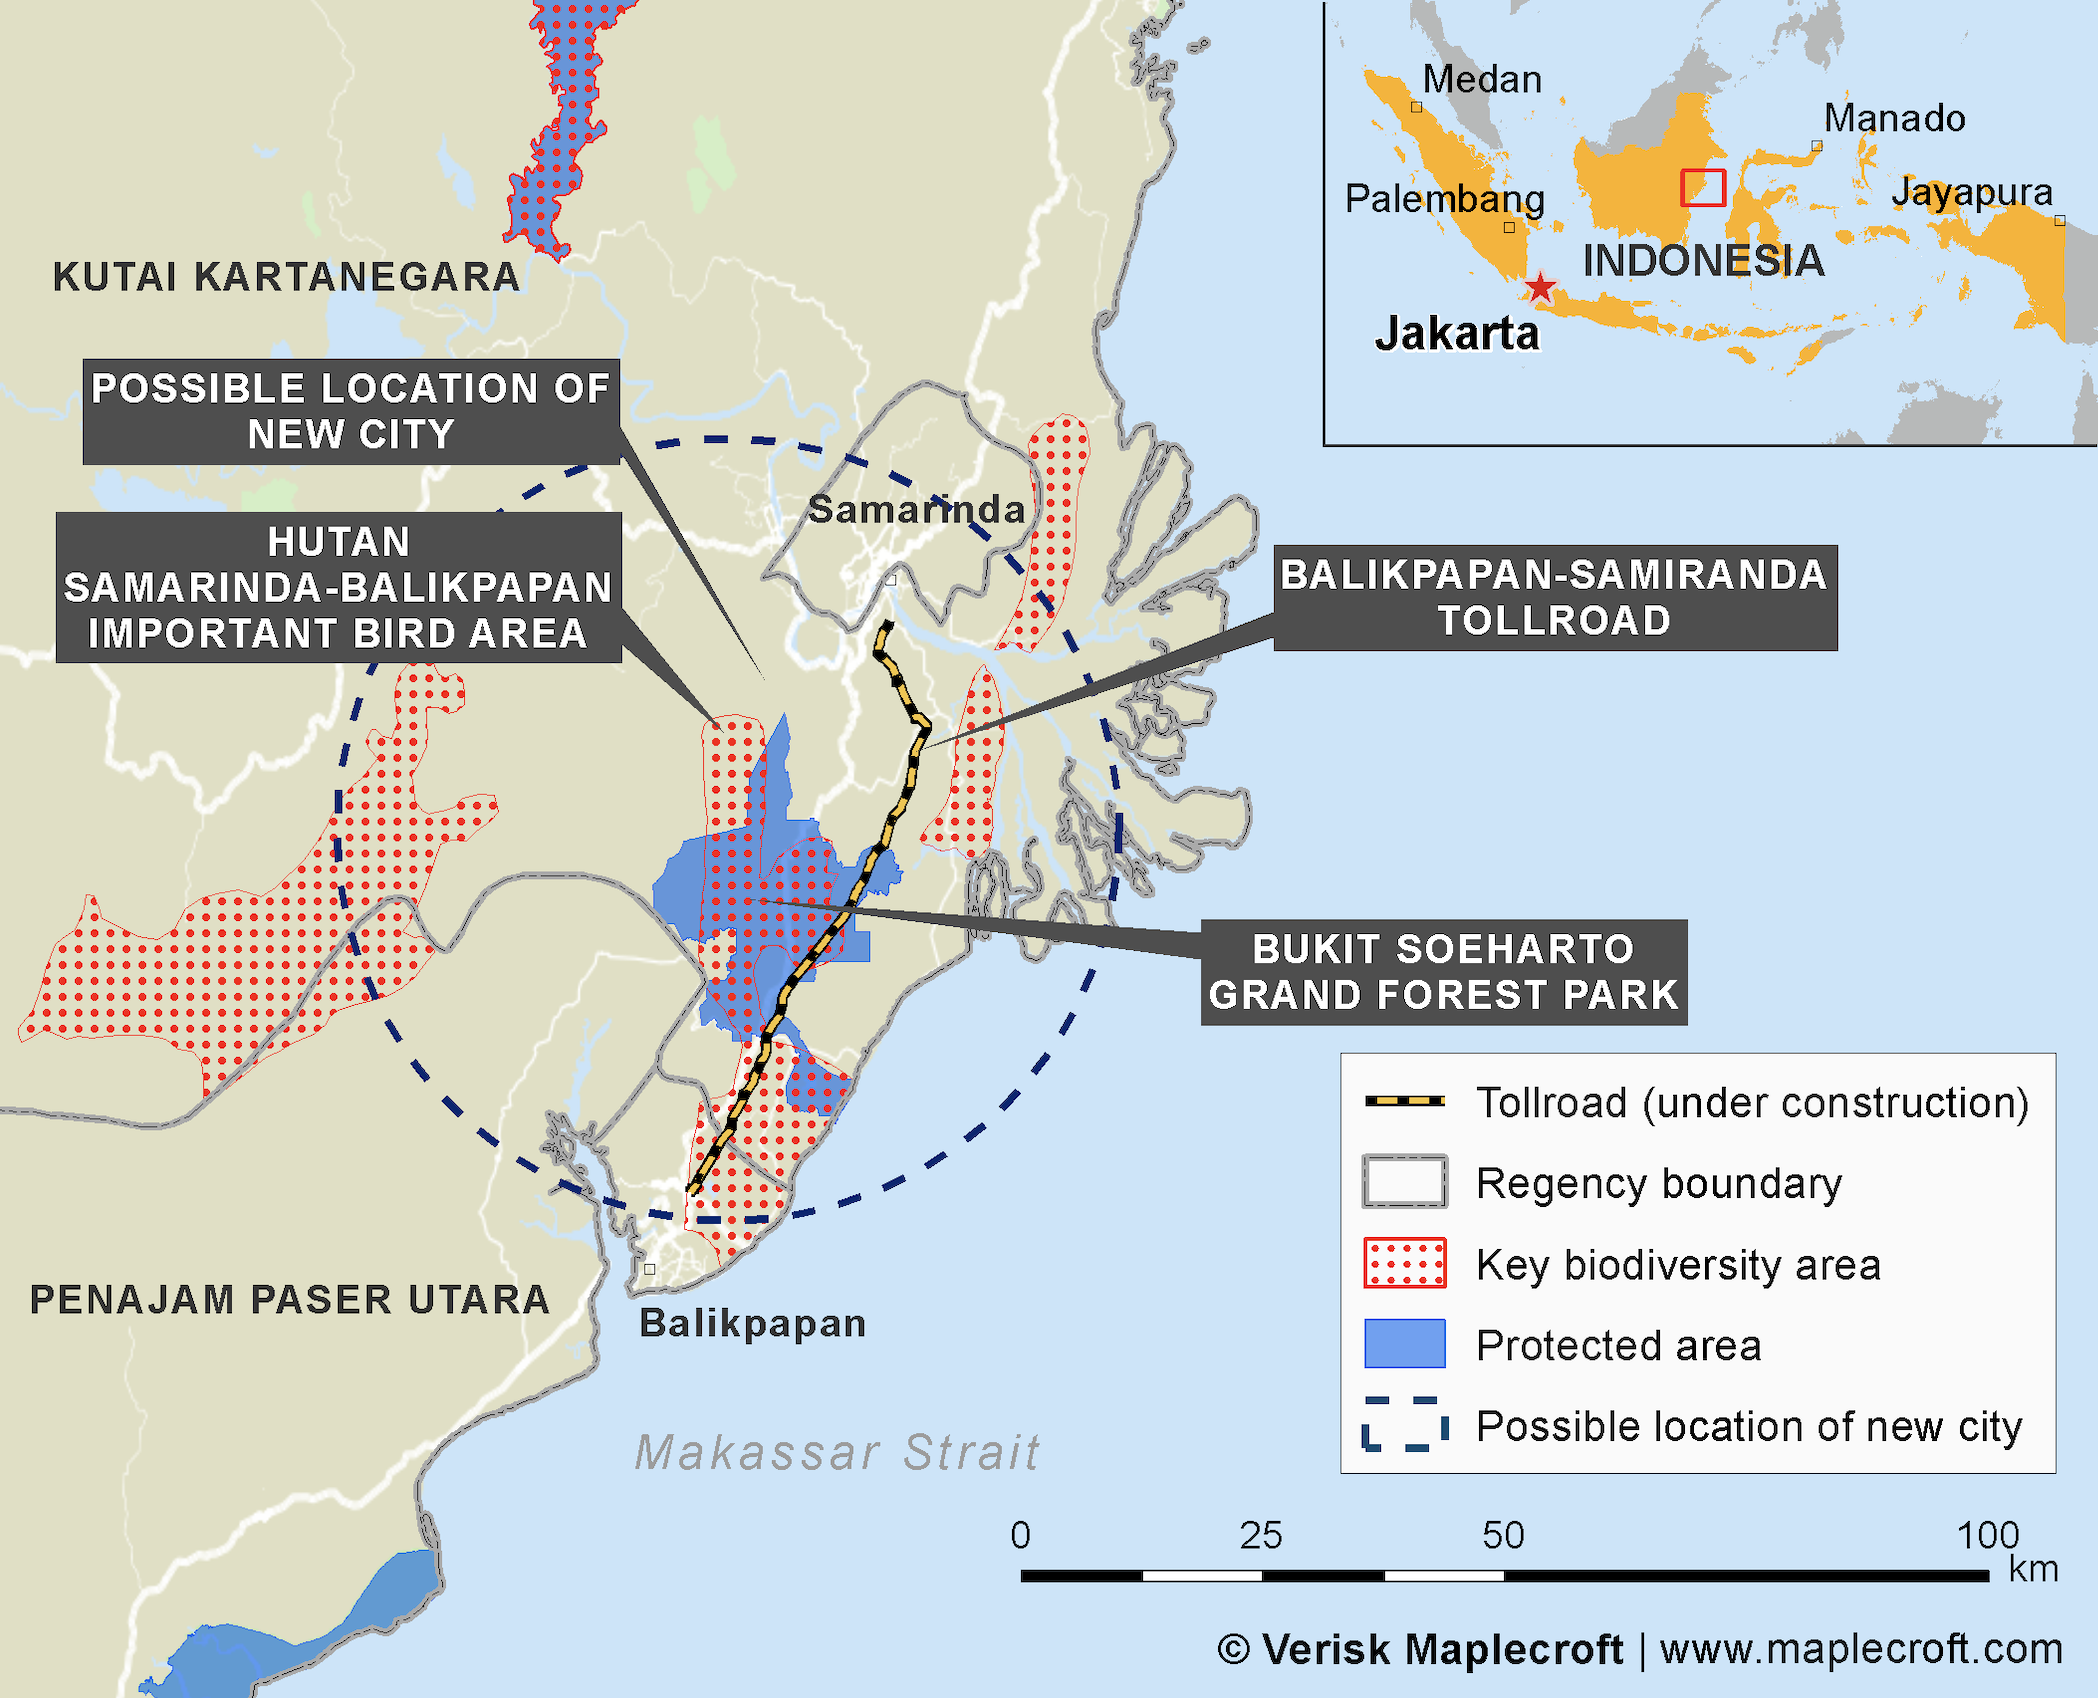 Medan
Manado
Palembang
Jayapura
INDONESIA
Jakarta
KUTAI KARTANEGARA
POSSIBLE LOCATION OF
NEW CITY
Samarinda
HUTAN
SAMARINDA-BALIKPAPAN
IMPORTANT BIRD AREA
BALIKPAPAN-SAMIRANDA
TOLLROAD
BUKIT SOEHARTO
GRAND FOREST PARK
PENAJAM PASER UTARA
Balikpapan
Makassar Strait
Tollroad (under construction)
Regency boundary
Key biodiversity area
Protected area
Possible location of new city
0 25 50 100
km
© Verisk Maplecroft | www.maplecroft.com